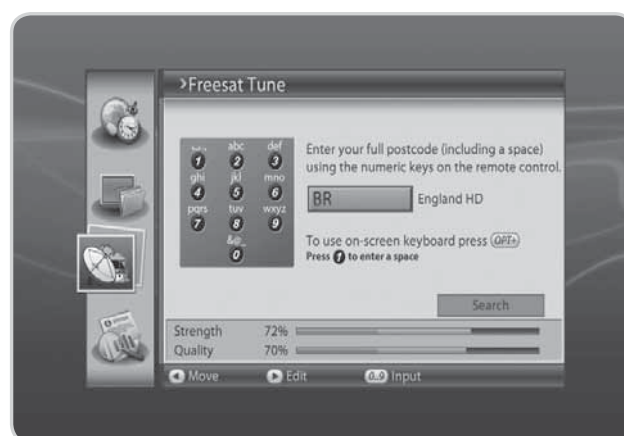 >Freesat Tune
abc def
1 2 3
ghi jkl mno
4 5 6
pqrs tuv wxyz
7 8 9
&@_
0
Enter your full postcode (including a space)
using the numeric keys on the remote control.
BR England HD
To use on-screen keyboard press OPT+
Press 1 to enter a space
Search
Strength 72%
Quality 70%
Move Edit 0..9 Input